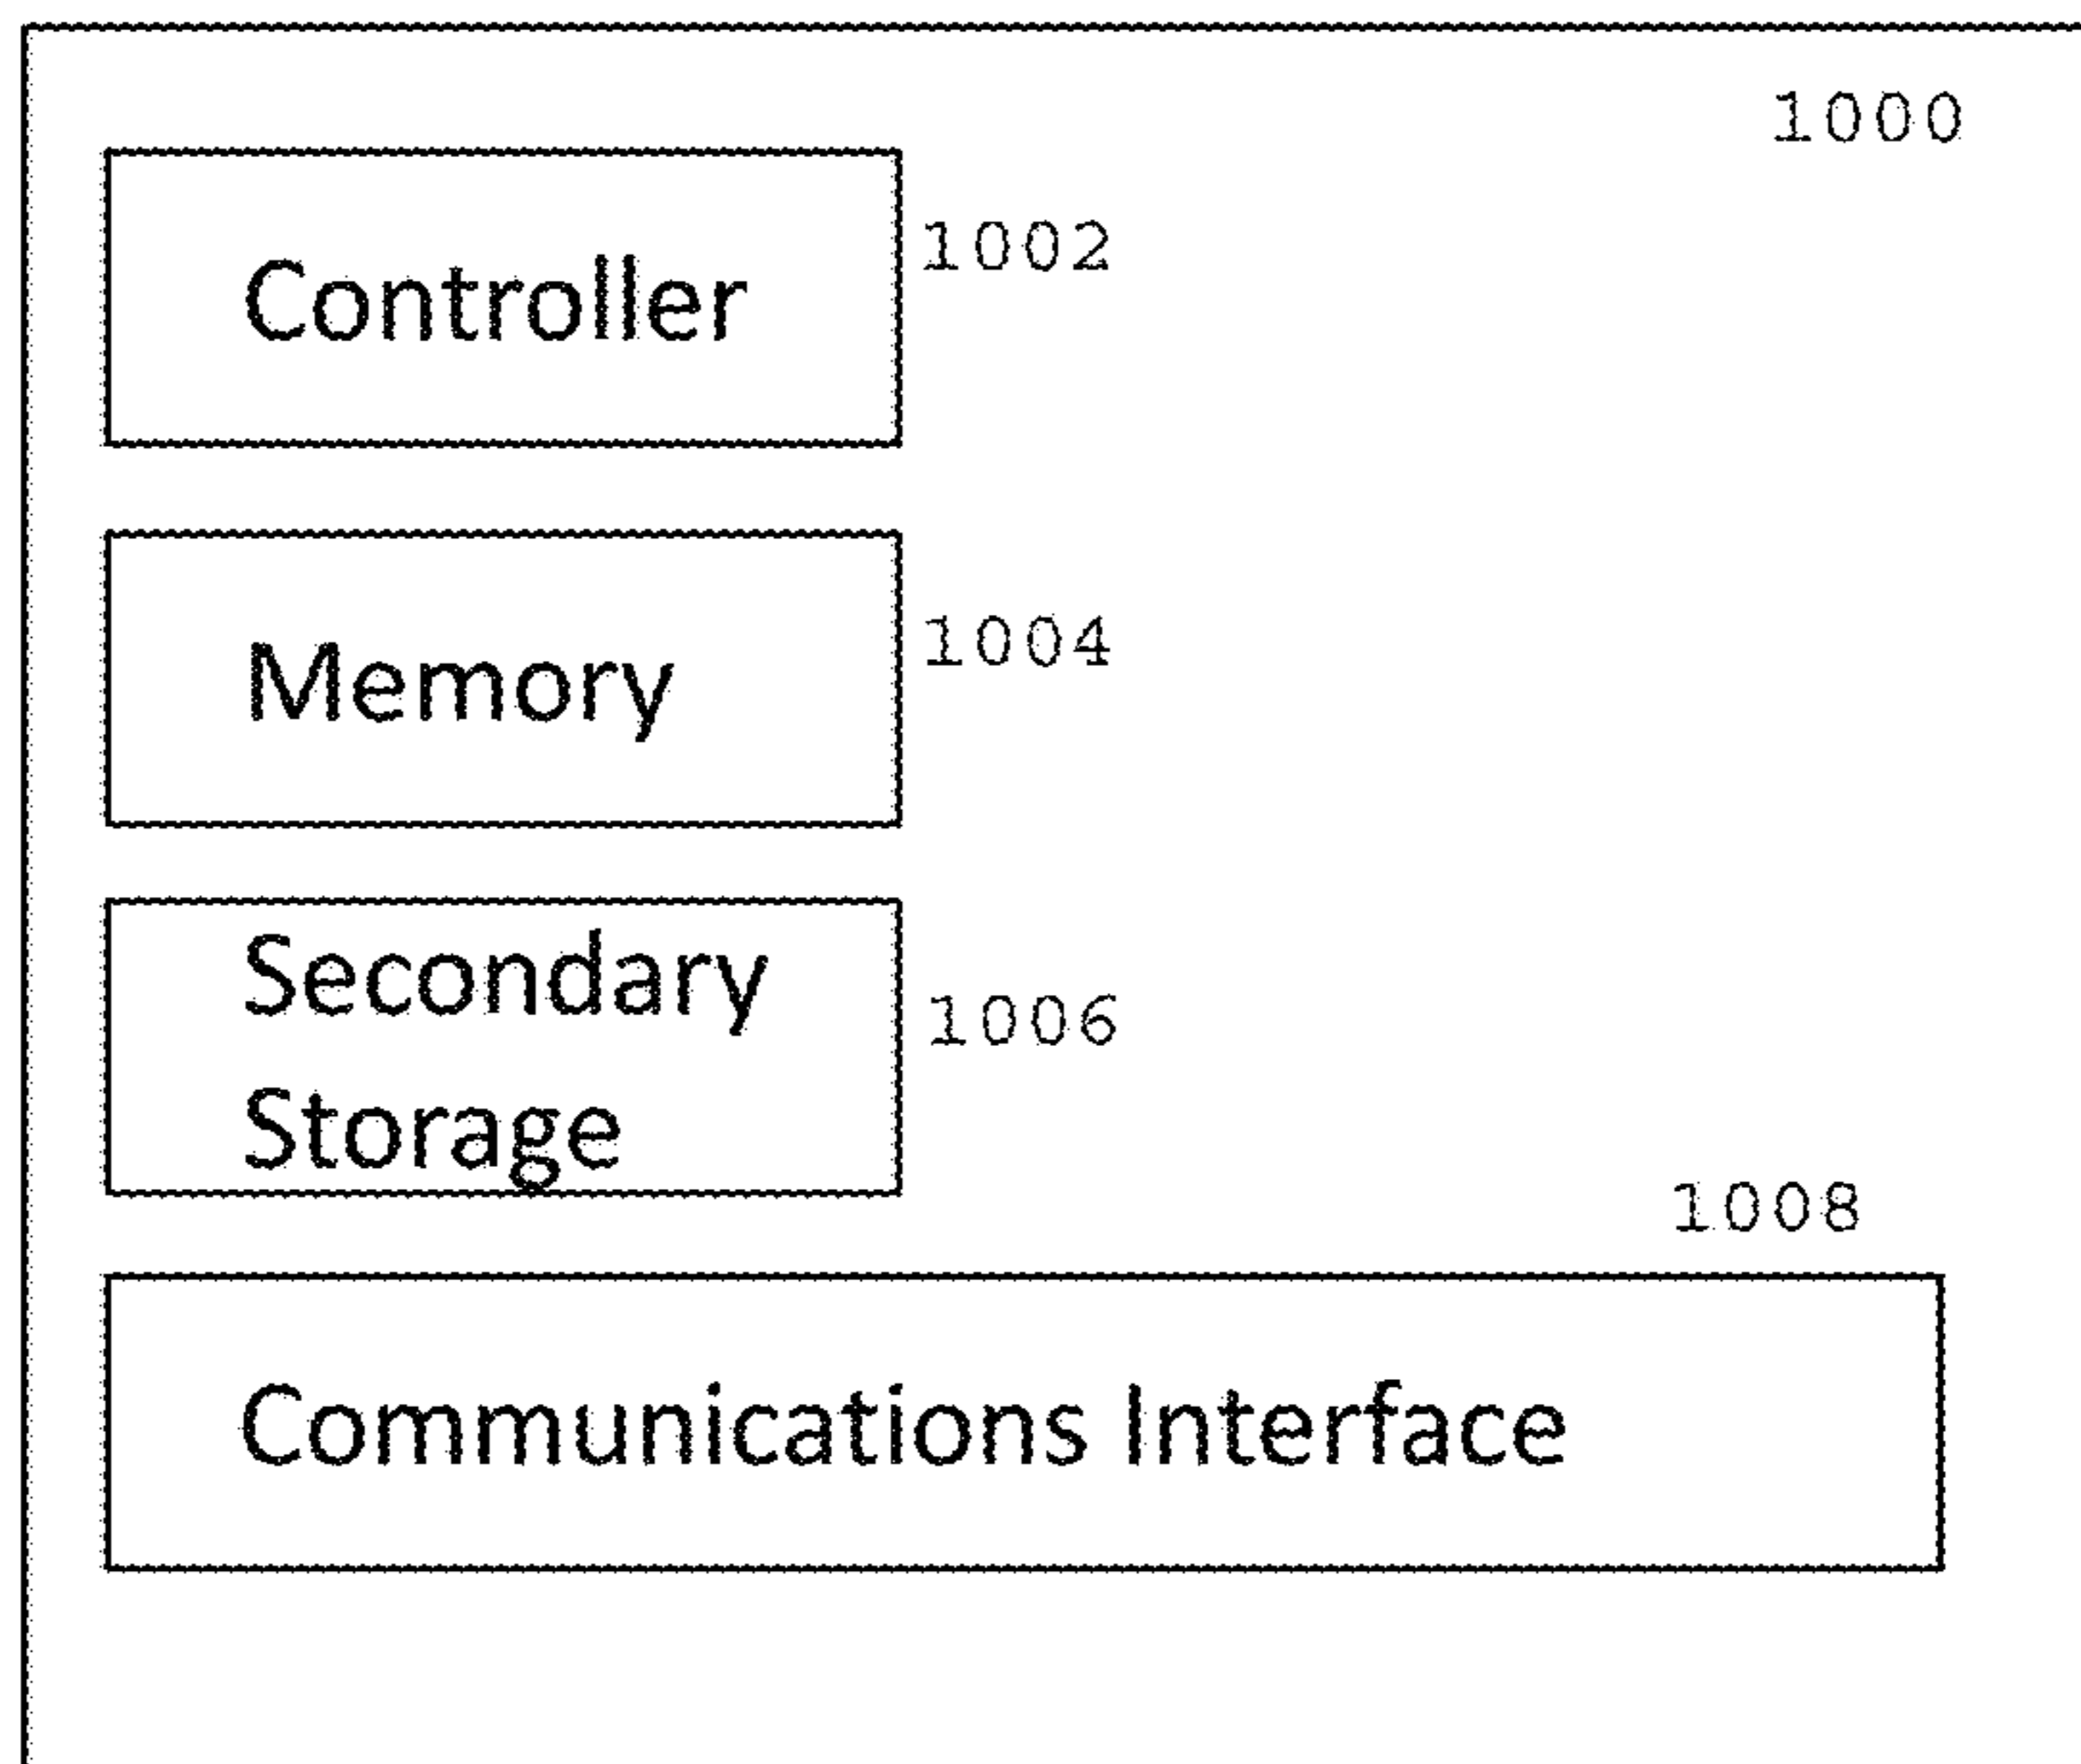 1000
Controller
1002
Memory
1004
Secondary
Storage
1006
1008
Communications Interface